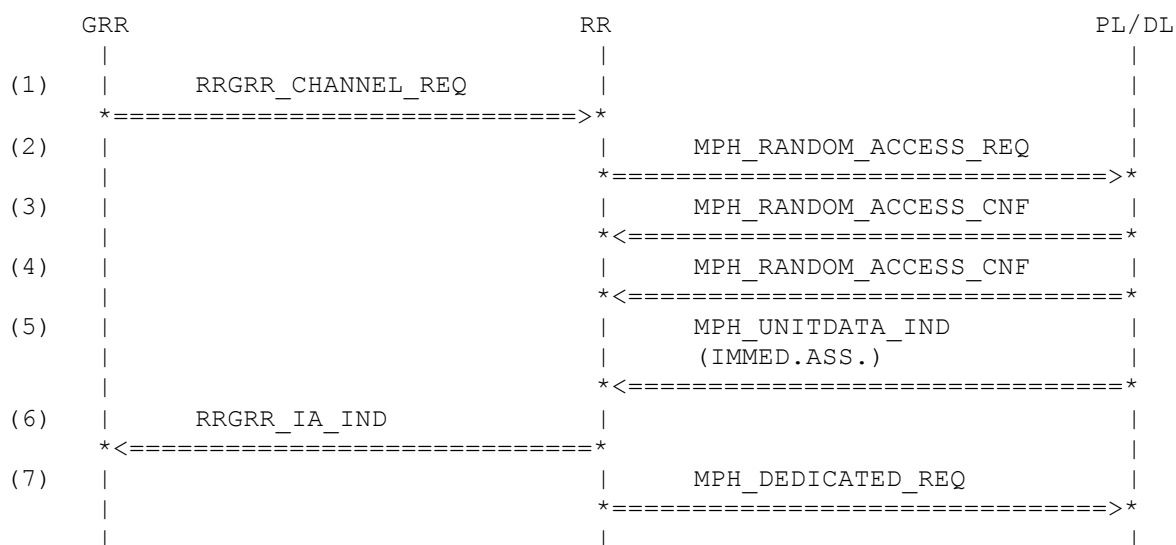 GRR RR PL/DL
| | |
(1) | RRGRR_CHANNEL_REQ | |
*=============================>* |
(2) | | MPH_RANDOM_ACCESS_REQ |
| *===============================>*
(3) | | MPH_RANDOM_ACCESS_CNF |
| *<===============================*
(4) | | MPH_RANDOM_ACCESS_CNF |
| *<===============================*
(5) | | MPH_UNITDATA_IND |
| | (IMMED.ASS.) |
| *<===============================*
(6) | RRGRR_IA_IND | |
*<=============================* |
(7) | | MPH_DEDICATED_REQ |
| *===============================>*
| | |